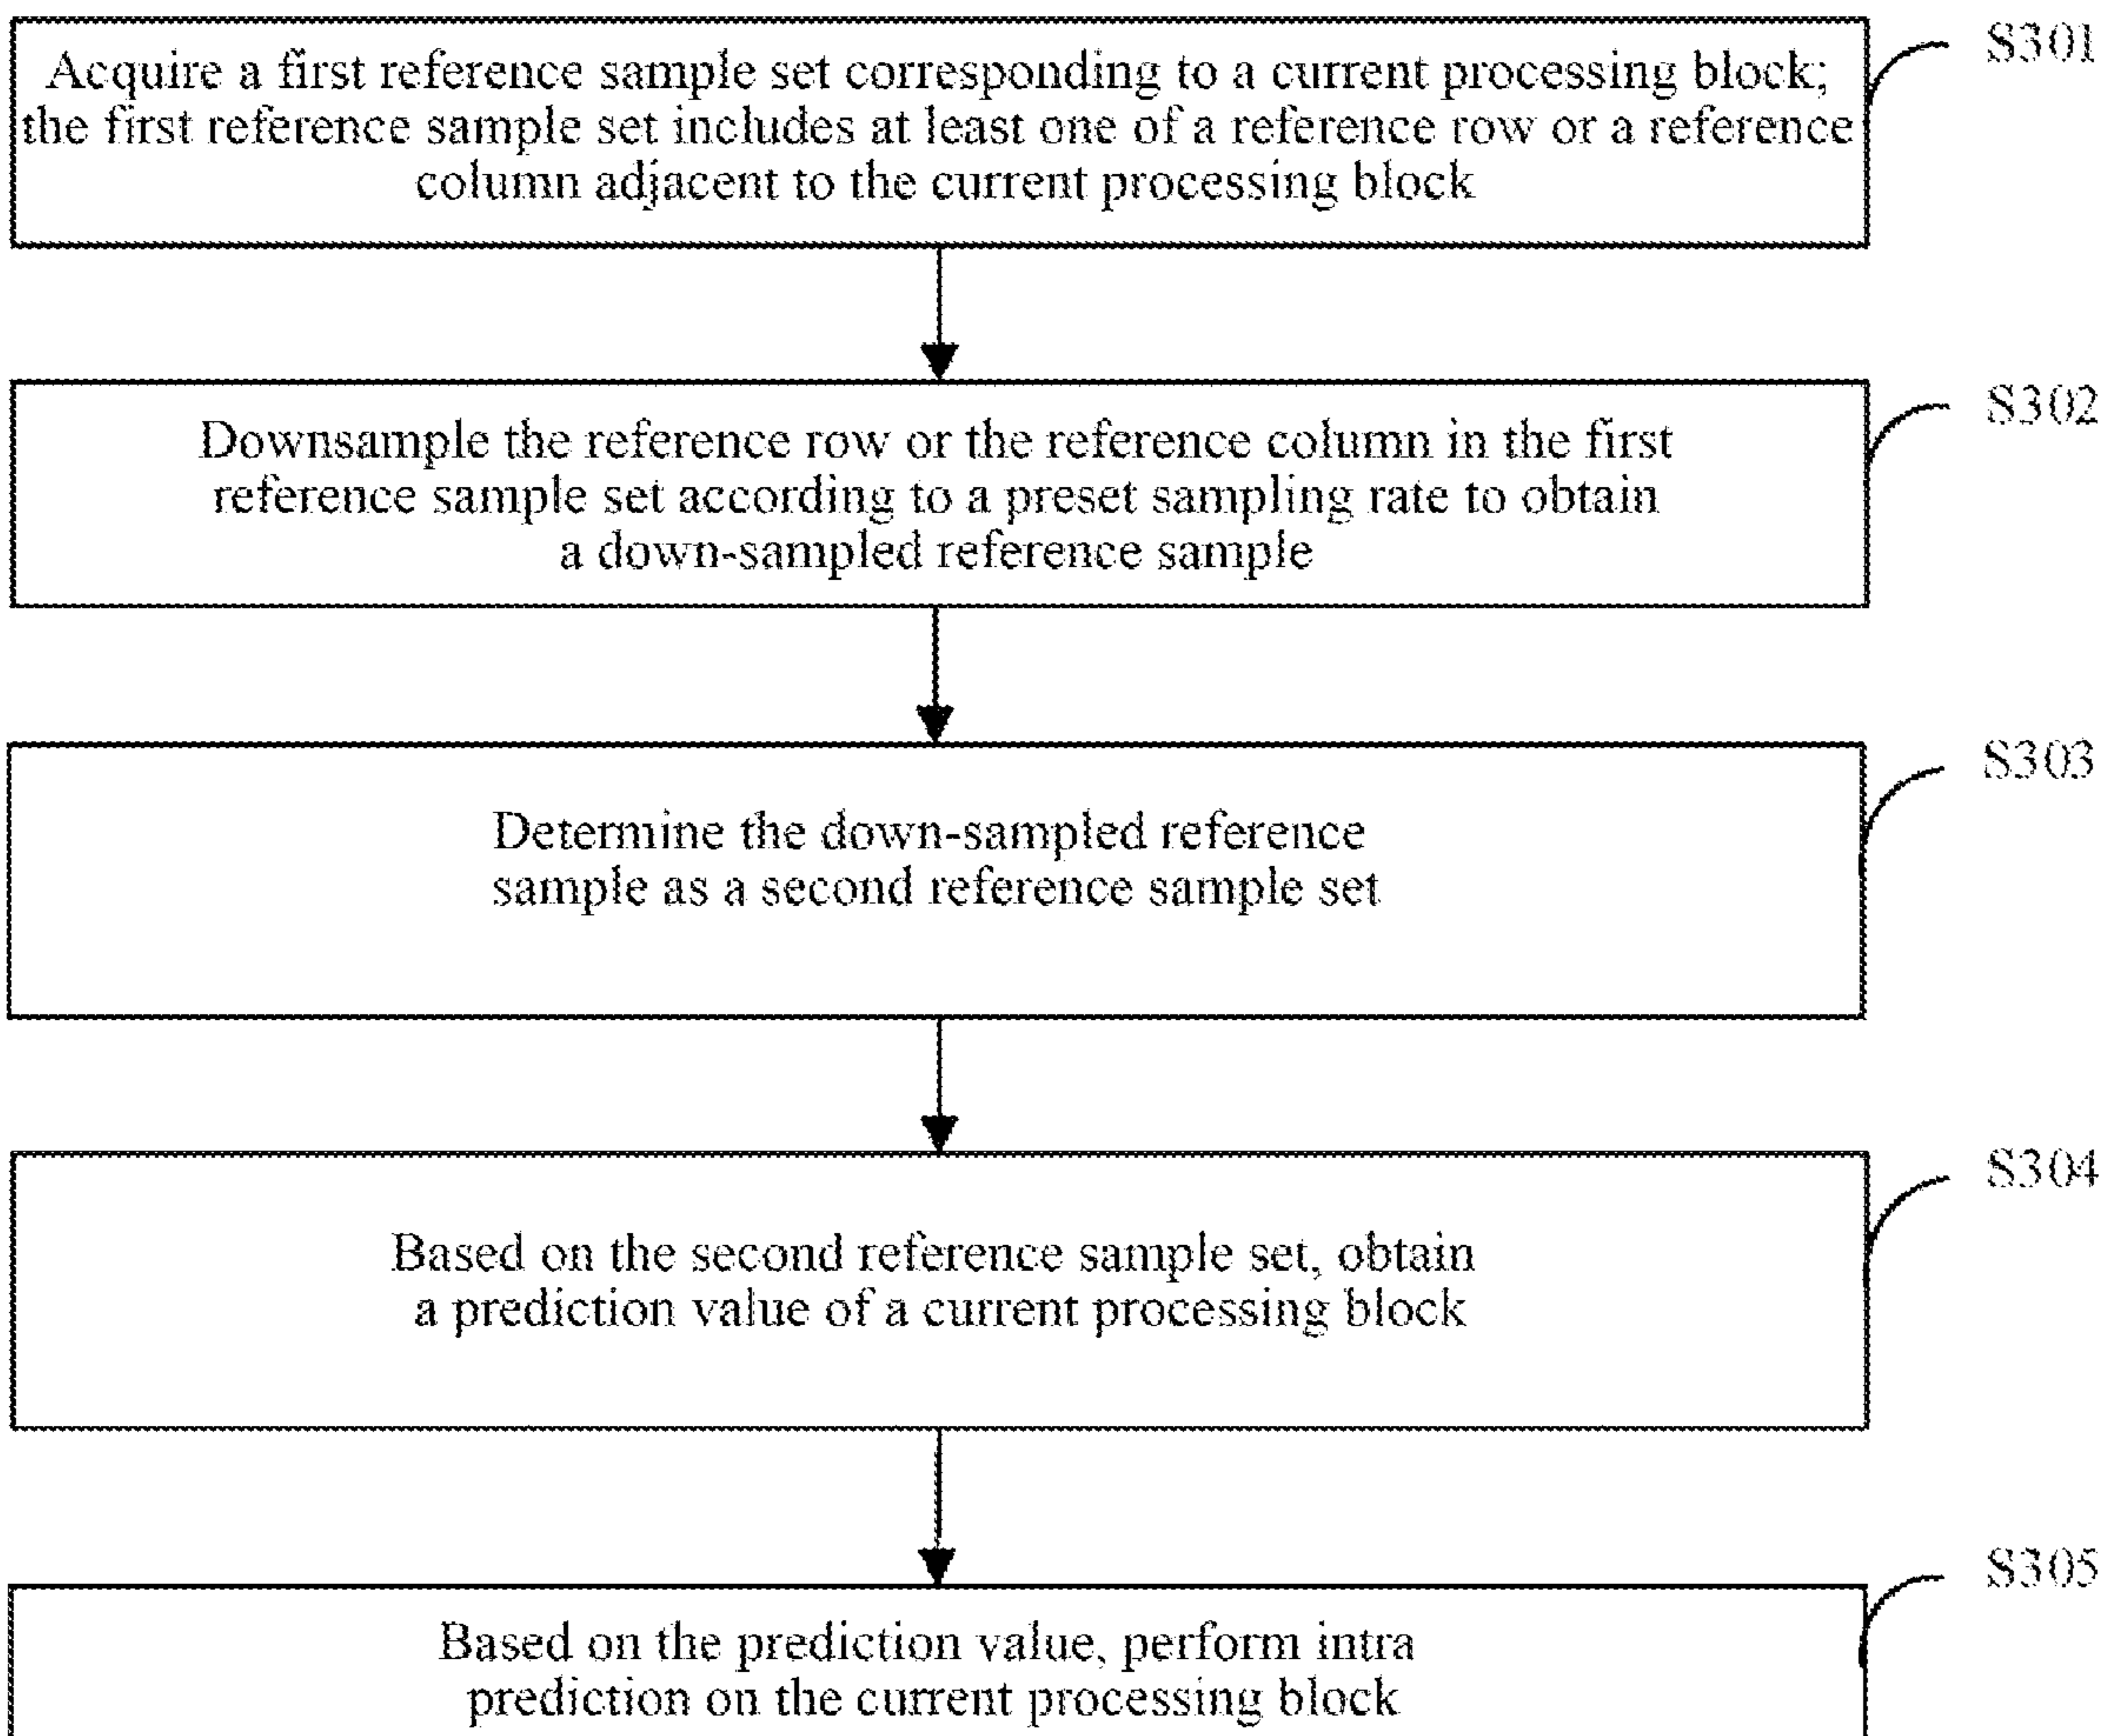 S301
Acquire a first reference sample set corresponding to a current processing block;
the first reference sample set includes at least one of a reference row or a reference
column adjacent to the current processing block
S302
Downsample the reference row or the reference column in the first
reference sample set according to a preset sampling rate to obtain
a down-sampled reference sample
S303
Determine the down-sampled reference
sample as a second reference sample set
S304
Based on the second reference sample set, obtain
a prediction value of a current processing block
S305
Based on the prediction value, perform intra
prediction on the current processing block